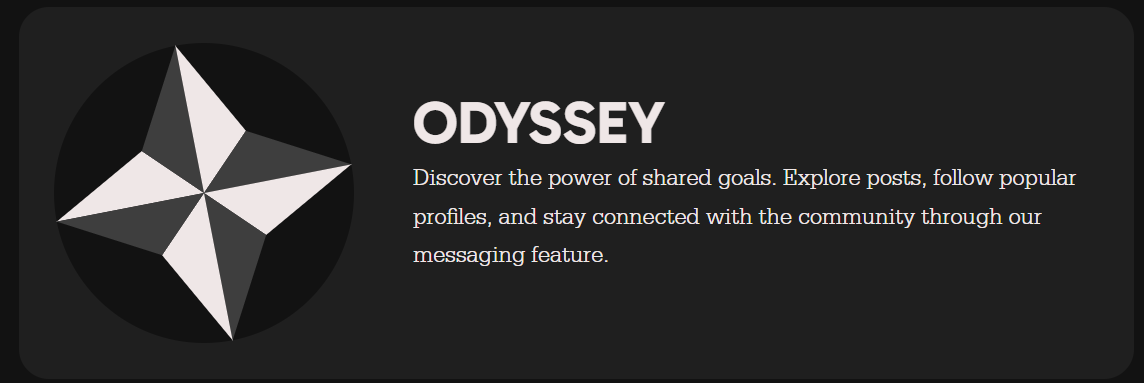 ODYSSEY
Discover the power of shared goals. Explore posts, follow popular
profiles, and stay connected with the community through our
messaging feature.